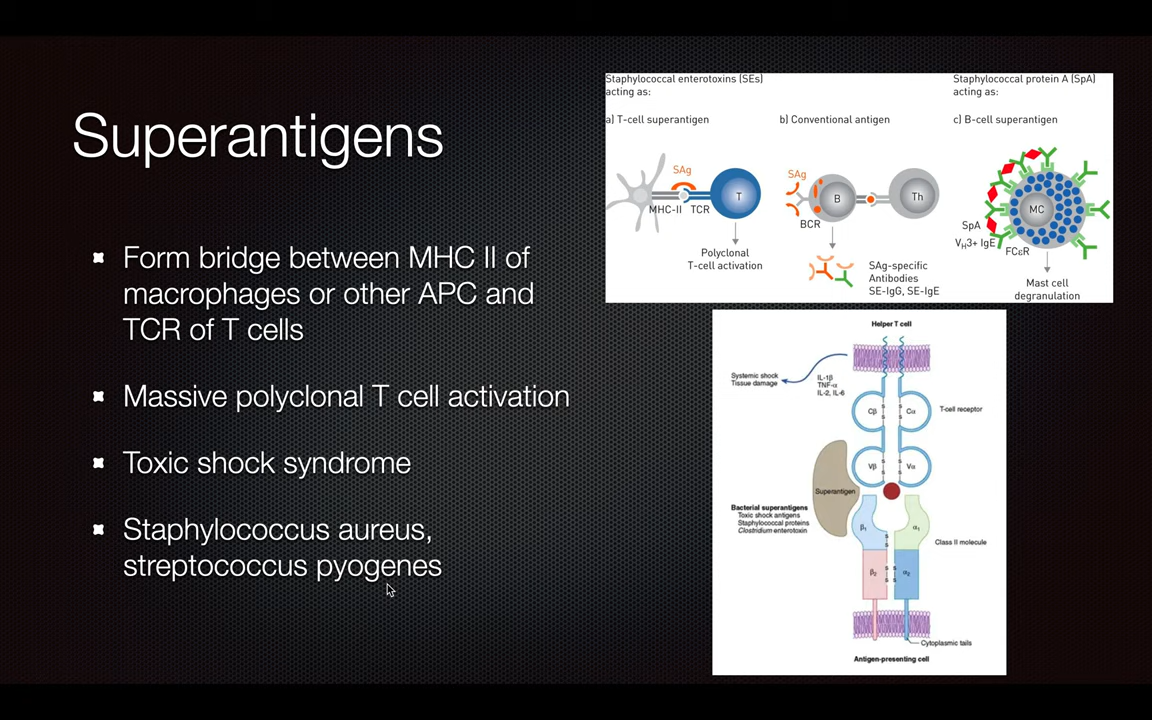 Superantigens
Form bridge between MHC II of
macrophages or other APC and
TCR of T cells
Massive polyclonal T cell activation
Toxic shock syndrome
Staphylococcus aureus,
streptococcus pyogenes
Staphylococcal enterotoxins (SEs)
acting as:
Staphylococcal protein A (SpA)
acting as:
a) T-cell superantigen
b) Conventional antigen
c) B-cell superantigen
SAg
MHC-II
TCR
T
Polyclonal
T-cell activation
SAg
B
BCR
Th
SAg-specific
Antibodies
SE-IgG, SE-IgE
MC
SpA
VH3+ IgE
FCεR
Mast cell
degranulation
Helper T cell
Systemic shock
Tissue damage
IL-1β
TNF-α
IL-2, IL-6
Cβ
S
S
Cα
T-cell receptor
Vβ
S
S
Vα
Superantigen
Bacterial superantigens
Toxic shock antigens
Staphylococcal proteins
Clostridium enterotoxin
β1
α1
S
S
Class II molecule
β2
S
S
S
S
α2
Cytoplasmic tails
Antigen-presenting cell